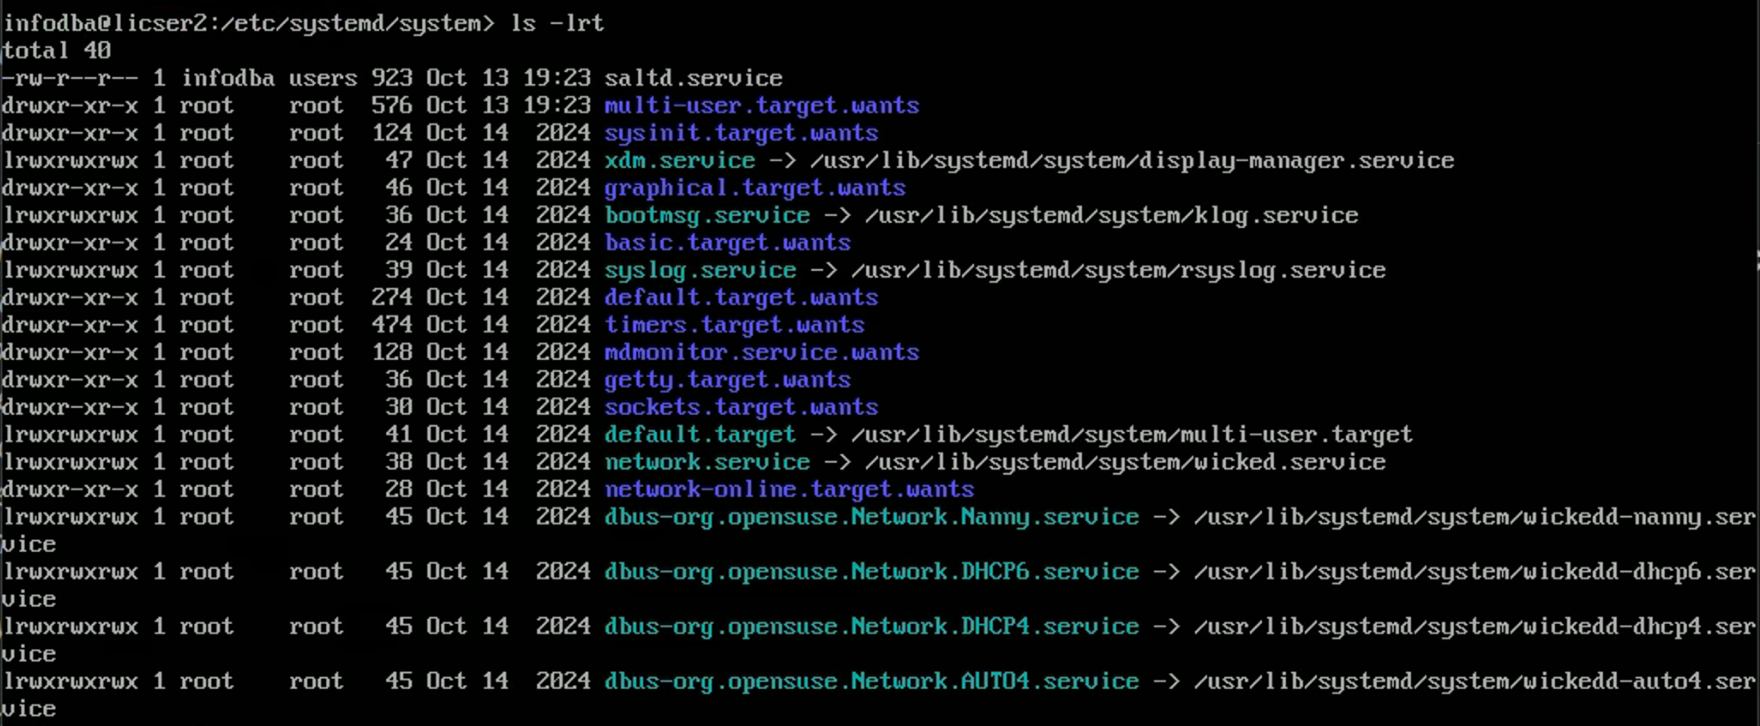 infodba@licser2:/etc/systemd/system> ls -lrt
total 40
-rw-r--r-- 1 infodba users 923 Oct 13 19:23 saltd.service
drwxr-xr-x 1 root    root  576 Oct 13 19:23 multi-user.target.wants
drwxr-xr-x 1 root    root  124 Oct 14  2024 sysinit.target.wants
lrwxrwxrwx 1 root    root   47 Oct 14  2024 xdm.service -> /usr/lib/systemd/system/display-manager.service
drwxr-xr-x 1 root    root   46 Oct 14  2024 graphical.target.wants
lrwxrwxrwx 1 root    root   36 Oct 14  2024 bootmsg.service -> /usr/lib/systemd/system/klog.service
drwxr-xr-x 1 root    root   24 Oct 14  2024 basic.target.wants
lrwxrwxrwx 1 root    root   39 Oct 14  2024 syslog.service -> /usr/lib/systemd/system/rsyslog.service
drwxr-xr-x 1 root    root  274 Oct 14  2024 default.target.wants
drwxr-xr-x 1 root    root  474 Oct 14  2024 timers.target.wants
drwxr-xr-x 1 root    root  128 Oct 14  2024 mdmonitor.service.wants
drwxr-xr-x 1 root    root   36 Oct 14  2024 getty.target.wants
drwxr-xr-x 1 root    root   30 Oct 14  2024 sockets.target.wants
lrwxrwxrwx 1 root    root   41 Oct 14  2024 default.target -> /usr/lib/systemd/system/multi-user.target
lrwxrwxrwx 1 root    root   38 Oct 14  2024 network.service -> /usr/lib/systemd/system/wicked.service
drwxr-xr-x 1 root    root   28 Oct 14  2024 network-online.target.wants
lrwxrwxrwx 1 root    root   45 Oct 14  2024 dbus-org.opensuse.Network.Nanny.service -> /usr/lib/systemd/system/wickedd-nanny.ser
vice
lrwxrwxrwx 1 root    root   45 Oct 14  2024 dbus-org.opensuse.Network.DHCP6.service -> /usr/lib/systemd/system/wickedd-dhcp6.ser
vice
lrwxrwxrwx 1 root    root   45 Oct 14  2024 dbus-org.opensuse.Network.DHCP4.service -> /usr/lib/systemd/system/wickedd-dhcp4.ser
vice
lrwxrwxrwx 1 root    root   45 Oct 14  2024 dbus-org.opensuse.Network.AUTO4.service -> /usr/lib/systemd/system/wickedd-auto4.ser
vice